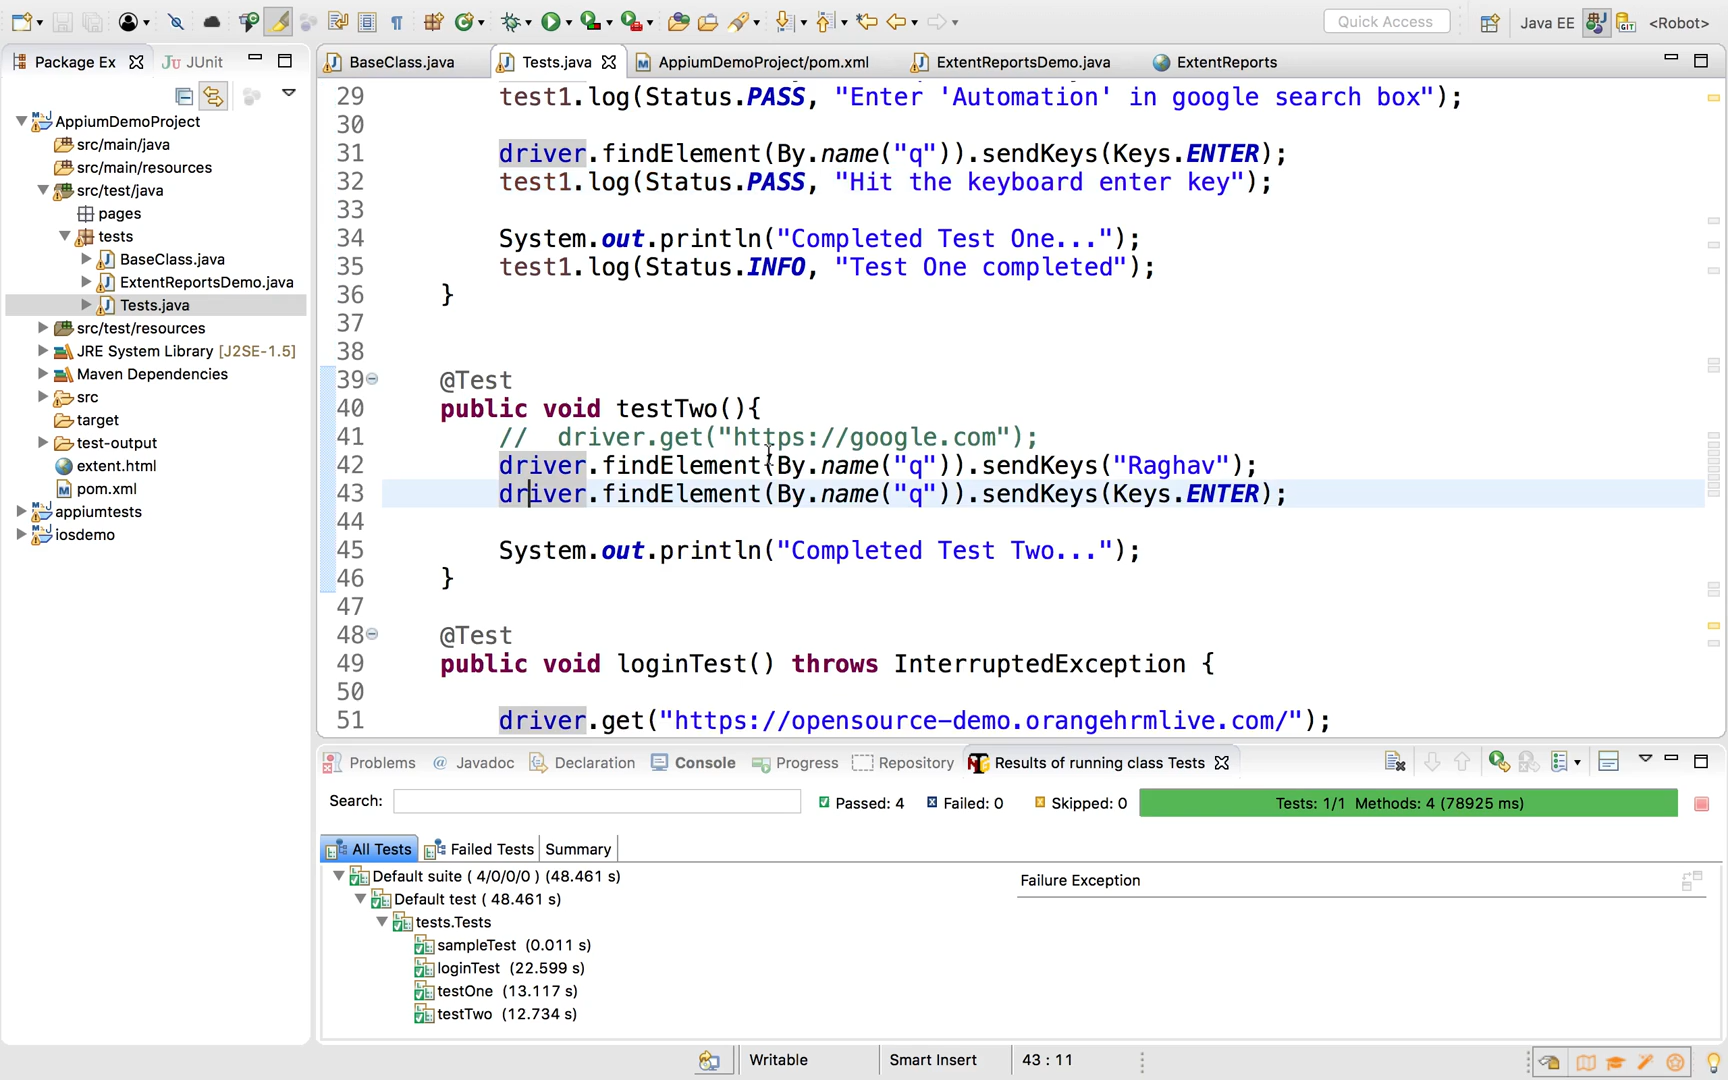 Quick Access
Java EE
<Robot>
Package Ex
JUnit
AppiumDemoProject
src/main/java
src/main/resources
src/test/java
pages
tests
BaseClass.java
ExtentReportsDemo.java
Tests.java
src/test/resources
JRE System Library [J2SE-1.5]
Maven Dependencies
src
target
test-output
extent.html
pom.xml
appiumtests
iosdemo
BaseClass.java
Tests.java
AppiumDemoProject/pom.xml
ExtentReportsDemo.java
ExtentReports
29 test1.log(Status.PASS, "Enter 'Automation' in google search box");
30
31 driver.findElement(By.name("q")).sendKeys(Keys.ENTER);
32 test1.log(Status.PASS, "Hit the keyboard enter key");
33
34 System.out.println("Completed Test One...");
35 test1.log(Status.INFO, "Test One completed");
36 }
37
38
39 @Test
40 public void testTwo(){
41 // driver.get("https://google.com");
42 driver.findElement(By.name("q")).sendKeys("Raghav");
43 driver.findElement(By.name("q")).sendKeys(Keys.ENTER);
44
45 System.out.println("Completed Test Two...");
46 }
47
48 @Test
49 public void loginTest() throws InterruptedException {
50
51 driver.get("https://opensource-demo.orangehrmlive.com/");
Problems
@ Javadoc
Declaration
Console
Progress
Repository
Results of running class Tests
Search:
Passed: 4
Failed: 0
Skipped: 0
Tests: 1/1 Methods: 4 (78925 ms)
All Tests
Failed Tests
Summary
Default suite ( 4/0/0/0 ) (48.461 s)
Default test ( 48.461 s)
tests.Tests
sampleTest (0.011 s)
loginTest (22.599 s)
testOne (13.117 s)
testTwo (12.734 s)
Failure Exception
Writable
Smart Insert
43 : 11